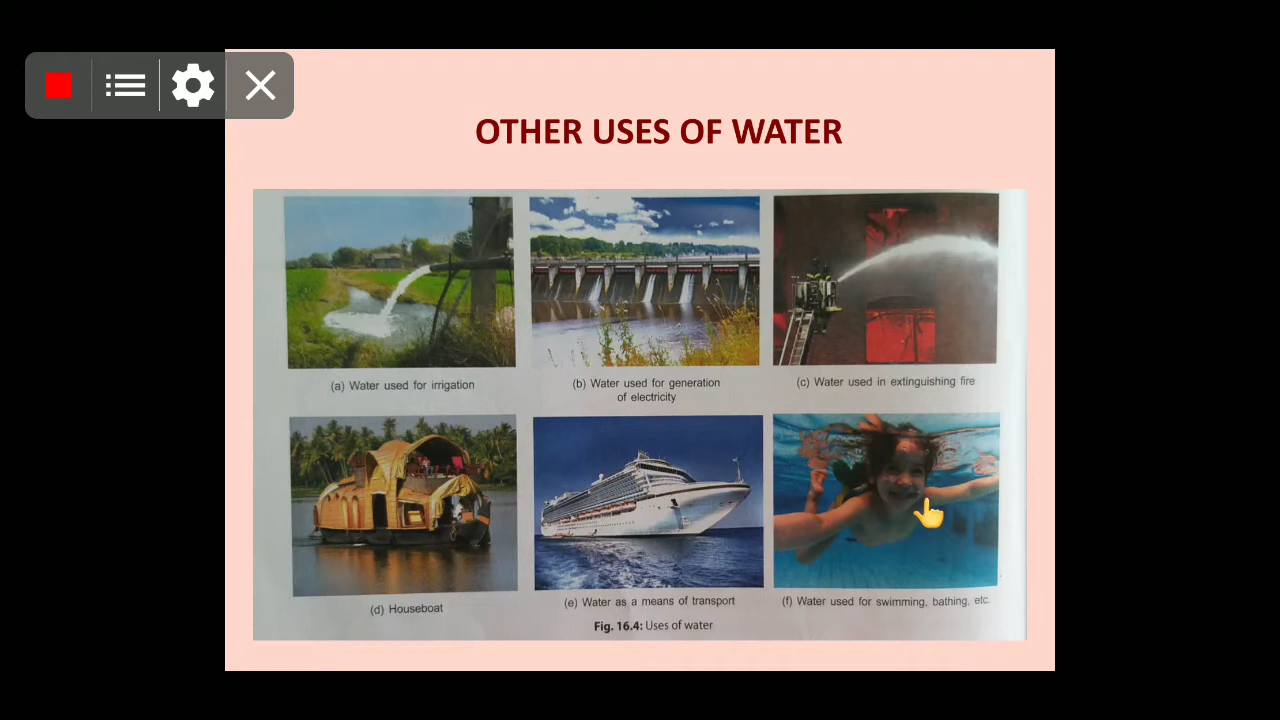 OTHER USES OF WATER
(a) Water used for irrigation
(b) Water used for generation
of electricity
(c) Water used in extinguishing fire
(d) Houseboat
(e) Water as a means of transport
(f) Water used for swimming, bathing, etc.
Fig. 16.4: Uses of water